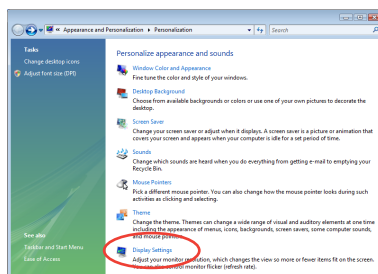 « Appearance and Personalization ▸ Personalization
Search
Tasks
Change desktop icons
Adjust font size (DPI)
Personalize appearance and sounds
Window Color and Appearance
Fine tune the color and style of your windows.
Desktop Background
Choose from available backgrounds or colors or use one of your own pictures to decorate the
desktop.
Screen Saver
Change your screen saver or adjust when it displays. A screen saver is a picture or animation that
covers your screen and appears when your computer is idle for a set period of time.
Sounds
Change which sounds are heard when you do everything from getting e-mail to emptying your
Recycle Bin.
Mouse Pointers
Pick a different mouse pointer. You can also change how the mouse pointer looks during such
activities as clicking and selecting.
Theme
Change the theme. Themes can change a wide range of visual and auditory elements at one time
including the appearance of menus, icons, backgrounds, screen savers, some computer sounds,
and mouse pointers.
Display Settings
Adjust your monitor resolution, which changes the view so more or fewer items fit on the screen.
You can also control monitor flicker (refresh rate).
See also
Taskbar and Start Menu
Ease of Access